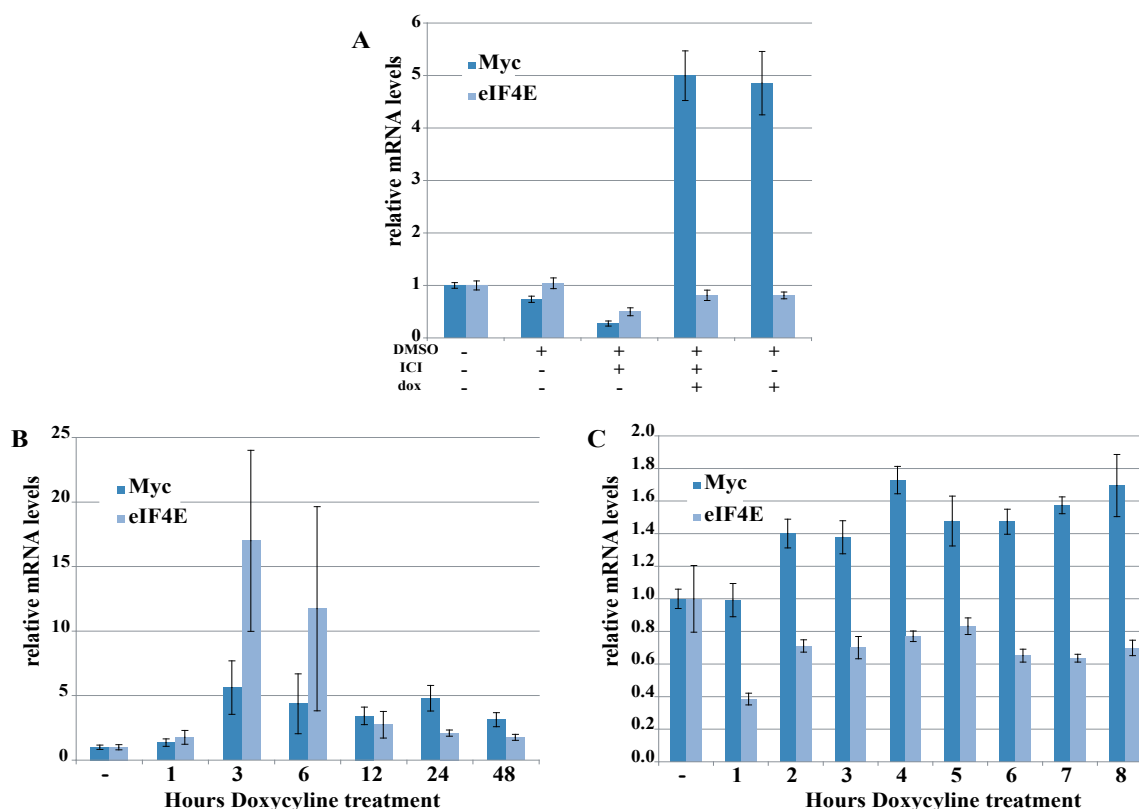 A
6
5
4
3
2
1
0
relative mRNA levels
Myc
eIF4E
DMSO - + + + +
ICI - - + + -
dox - - - + +
B
25
20
15
10
5
0
relative mRNA levels
Myc
eIF4E
- 1 3 6 12 24 48
Hours Doxycyline treatment
C
2.0
1.8
1.6
1.4
1.2
1.0
0.8
0.6
0.4
0.2
0.0
relative mRNA levels
Myc
eIF4E
- 1 2 3 4 5 6 7 8
Hours Doxycyline treatment